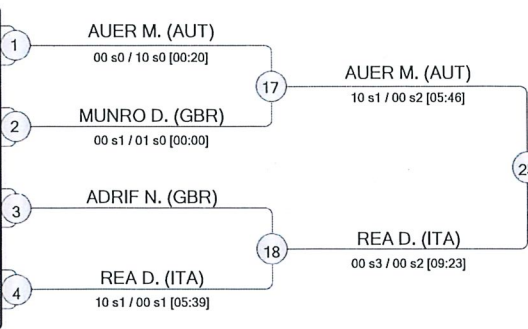 1
AUER M. (AUT)
00 s0 / 10 s0 [00:20]
2
MUNRO D. (GBR)
00 s1 / 01 s0 [00:00]
17
AUER M. (AUT)
10 s1 / 00 s2 [05:46]
3
ADRIF N. (GBR)
4
REA D. (ITA)
10 s1 / 00 s1 [05:39]
18
REA D. (ITA)
00 s3 / 00 s2 [09:23]